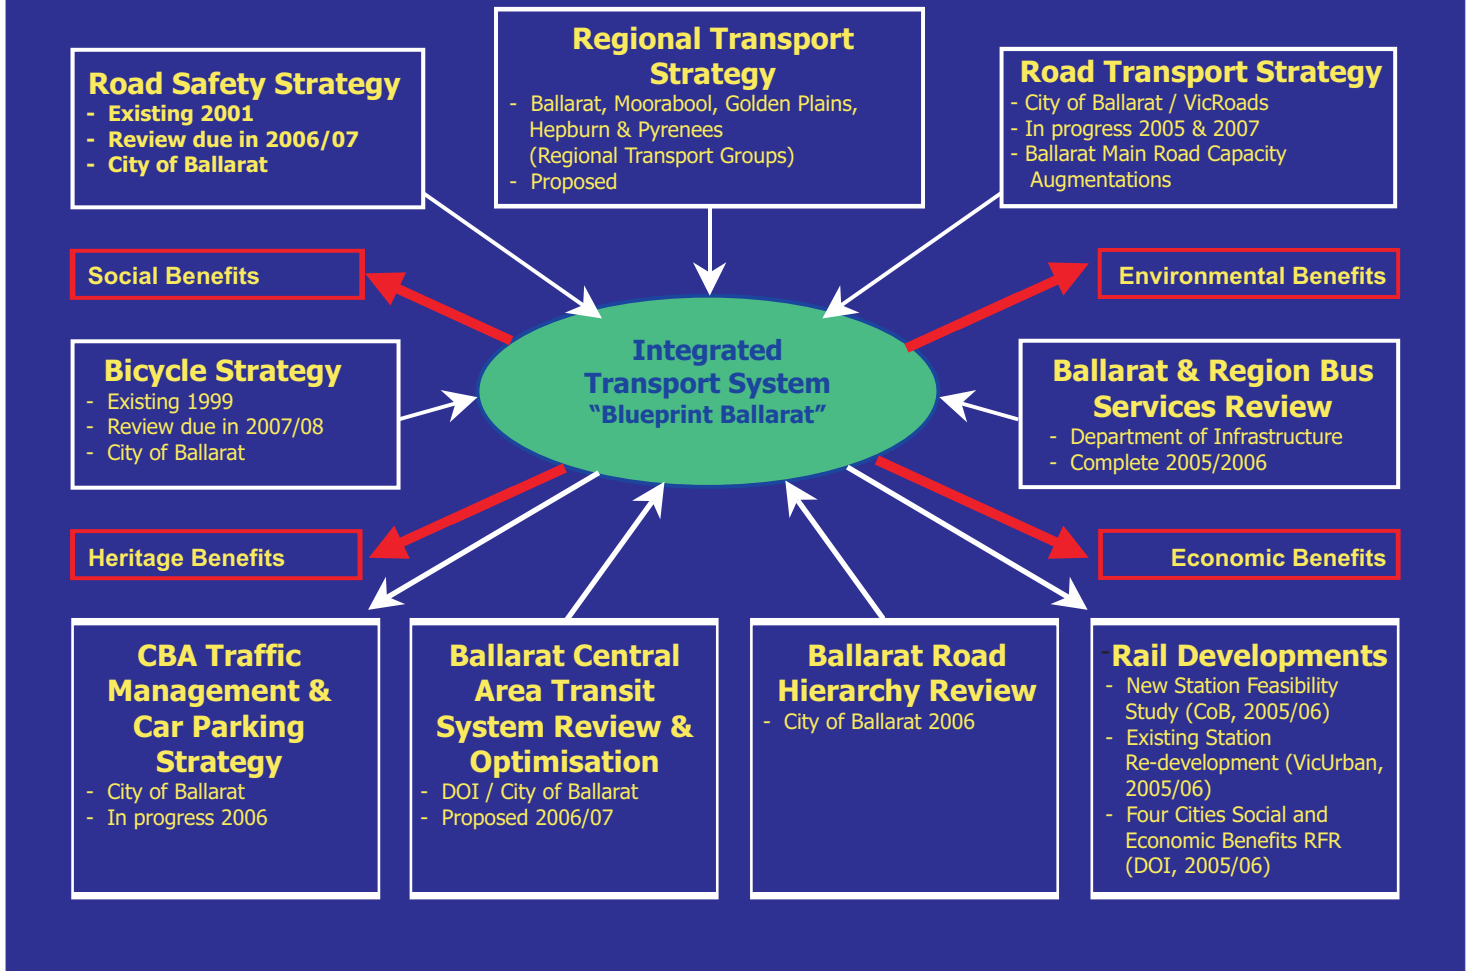 Road Safety Strategy
- Existing 2001
- Review due in 2006/07
- City of Ballarat
Regional Transport
Strategy
- Ballarat, Moorabool, Golden Plains,
Hepburn & Pyrenees
(Regional Transport Groups)
- Proposed
Road Transport Strategy
- City of Ballarat / VicRoads
- In progress 2005 & 2007
- Ballarat Main Road Capacity
Augmentations
Social Benefits
Environmental Benefits
Integrated
Transport System
“Blueprint Ballarat”
Bicycle Strategy
- Existing 1999
- Review due in 2007/08
- City of Ballarat
Ballarat & Region Bus
Services Review
- Department of Infrastructure
- Complete 2005/2006
Heritage Benefits
Economic Benefits
CBA Traffic
Management &
Car Parking
Strategy
- City of Ballarat
- In progress 2006
Ballarat Central
Area Transit
System Review &
Optimisation
- DOI / City of Ballarat
- Proposed 2006/07
Ballarat Road
Hierarchy Review
- City of Ballarat 2006
-Rail Developments
- New Station Feasibility
Study (CoB, 2005/06)
- Existing Station
Re-development (VicUrban,
2005/06)
- Four Cities Social and
Economic Benefits RFR
(DOI, 2005/06)